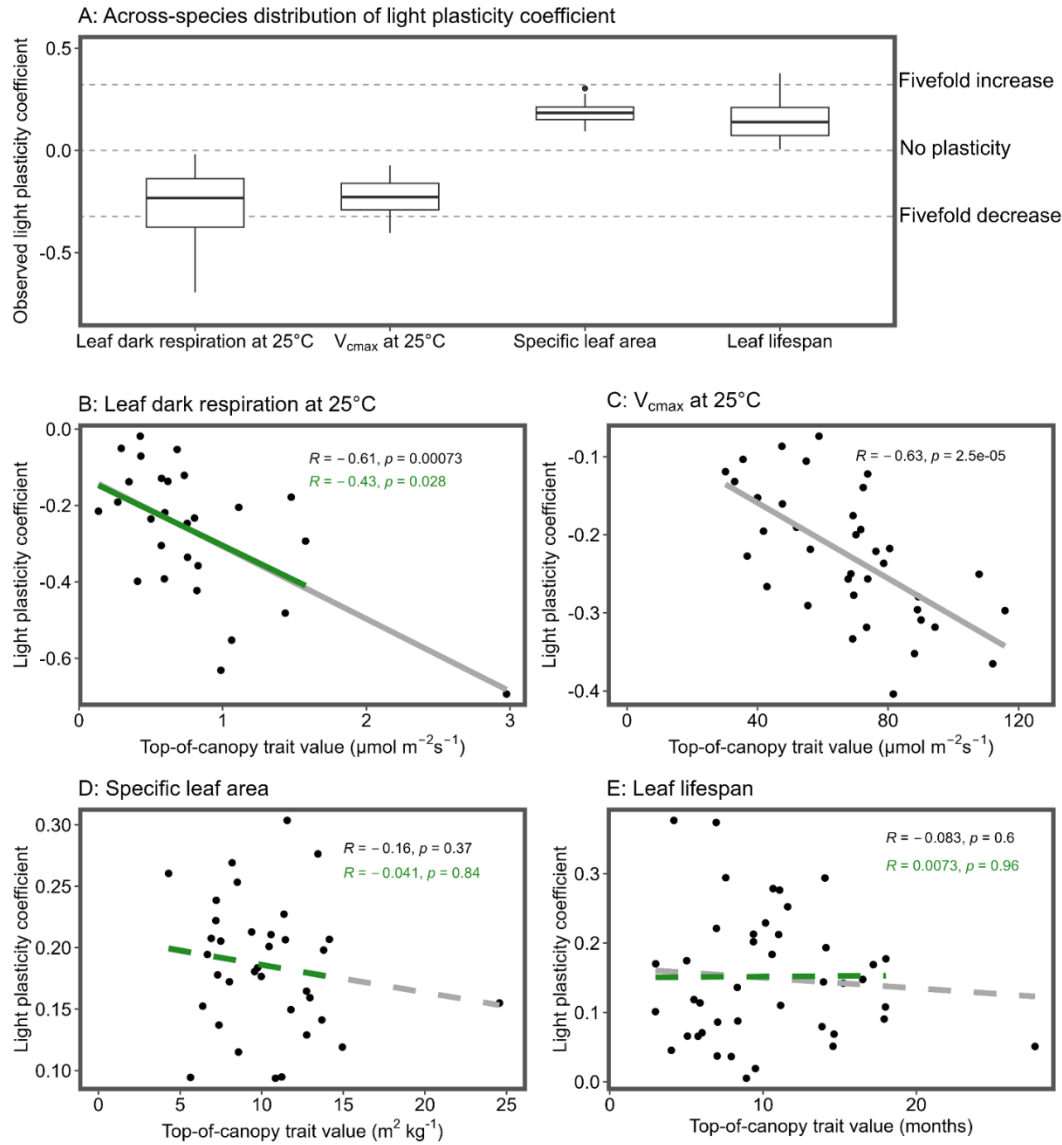 A: Across-species distribution of light plasticity coefficient
Observed light plasticity coefficient
0.5
0.0
-0.5
Fivefold increase
No plasticity
Fivefold decrease
Leaf dark respiration at 25°C
V_cmax at 25°C
Specific leaf area
Leaf lifespan
B: Leaf dark respiration at 25°C
Light plasticity coefficient
0.0
-0.2
-0.4
-0.6
R = −0.61, p = 0.00073
R = −0.43, p = 0.028
0
1
2
3
Top-of-canopy trait value (μmol m⁻²s⁻¹)
C: V_cmax at 25°C
Light plasticity coefficient
-0.1
-0.2
-0.3
-0.4
R = −0.63, p = 2.5e-05
0
40
80
120
Top-of-canopy trait value (μmol m⁻²s⁻¹)
D: Specific leaf area
Light plasticity coefficient
0.30
0.25
0.20
0.15
0.10
R = −0.16, p = 0.37
R = −0.041, p = 0.84
0
5
10
15
20
25
Top-of-canopy trait value (m² kg⁻¹)
E: Leaf lifespan
Light plasticity coefficient
0.3
0.2
0.1
0.0
R = −0.083, p = 0.6
R = 0.0073, p = 0.96
0
10
20
Top-of-canopy trait value (months)